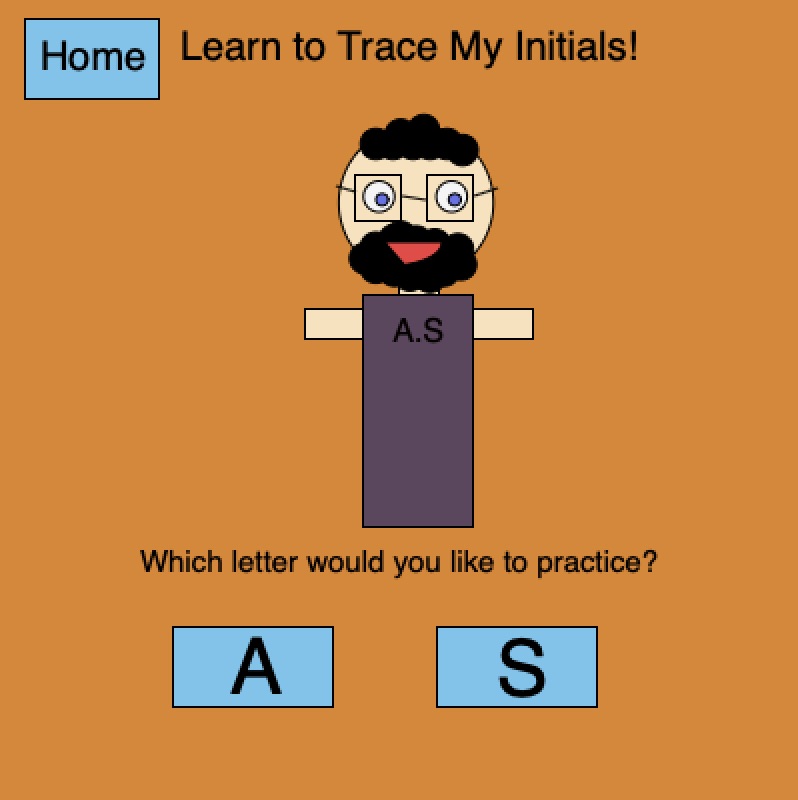 Home
Learn to Trace My Initials!
A.S
Which letter would you like to practice?
A
S